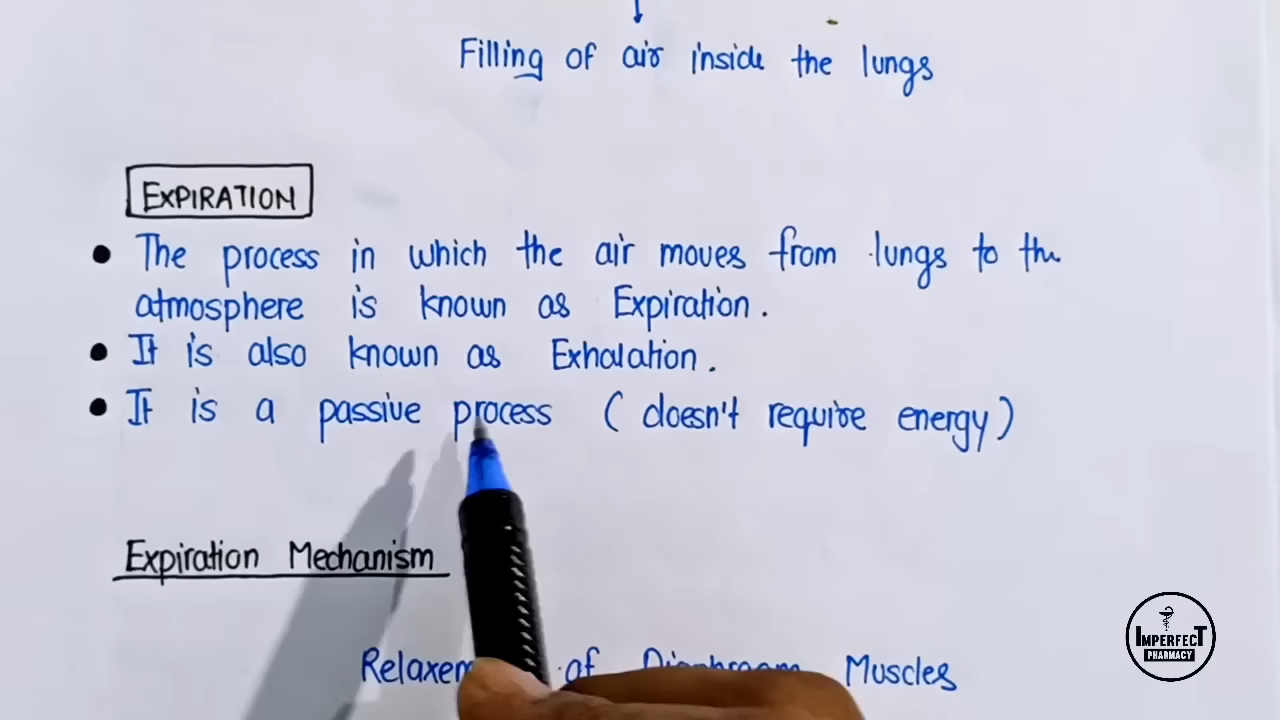 Filling of air inside the lungs
EXPIRATION
• The process in which the air moves from lungs to the
atmosphere is known as Expiration.
• It is also known as Exhalation.
• It is a passive process (doesn't require energy)
Expiration Mechanism
of Muscles
IMPERFECT
PHARMACY